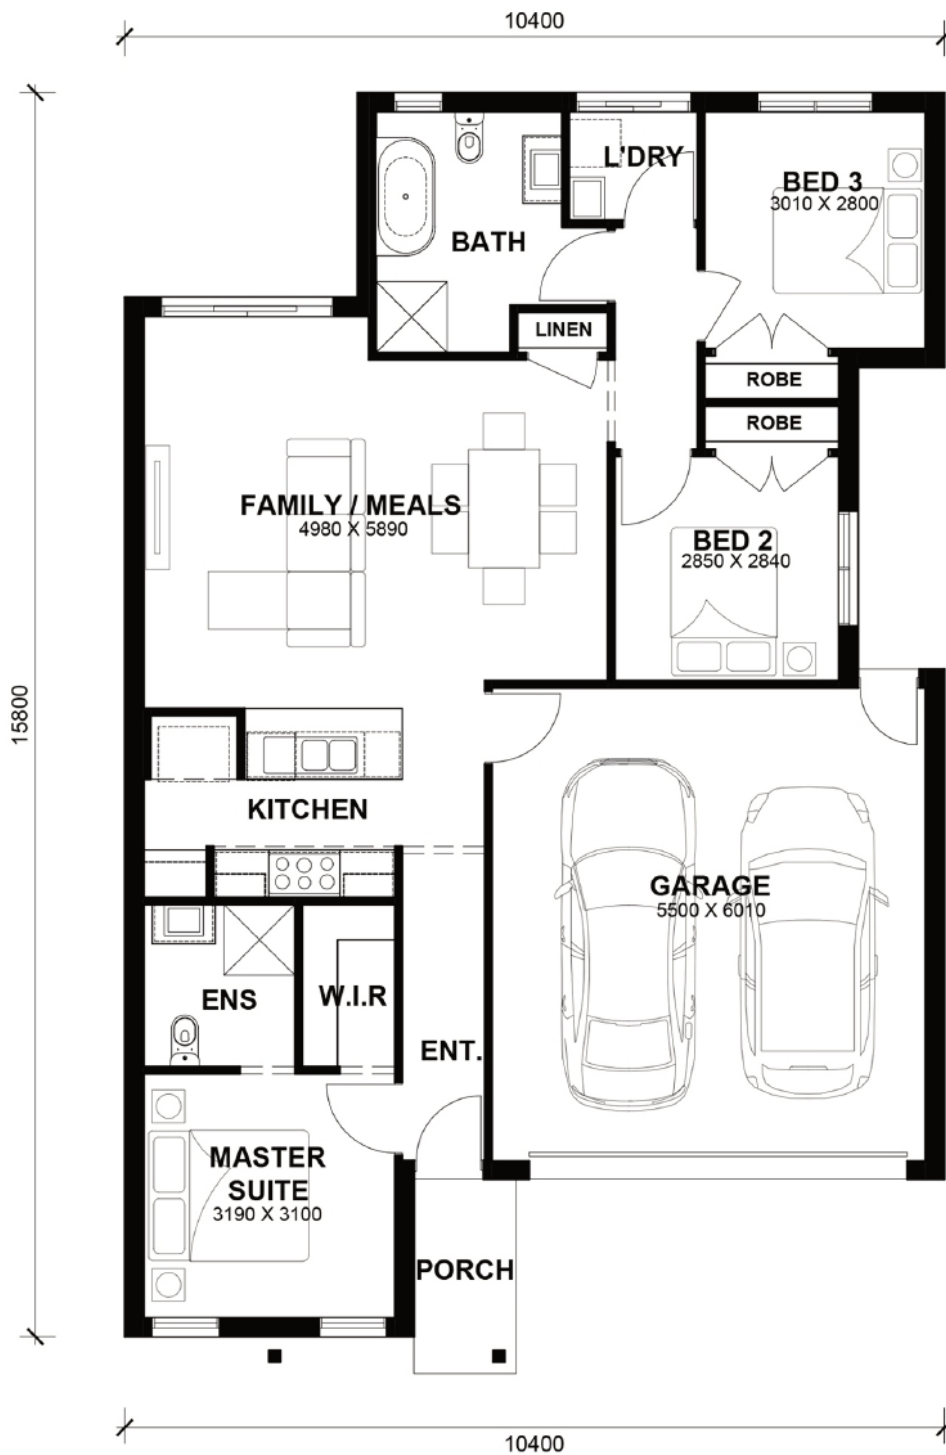 10400
L'DRY
BED 3
3010 X 2800
BATH
LINEN
ROBE
ROBE
FAMILY / MEALS
4980 X 5890
BED 2
2850 X 2840
15800
KITCHEN
GARAGE
5500 X 6010
ENS
W.I.R
ENT.
MASTER
SUITE
3190 X 3100
PORCH
10400